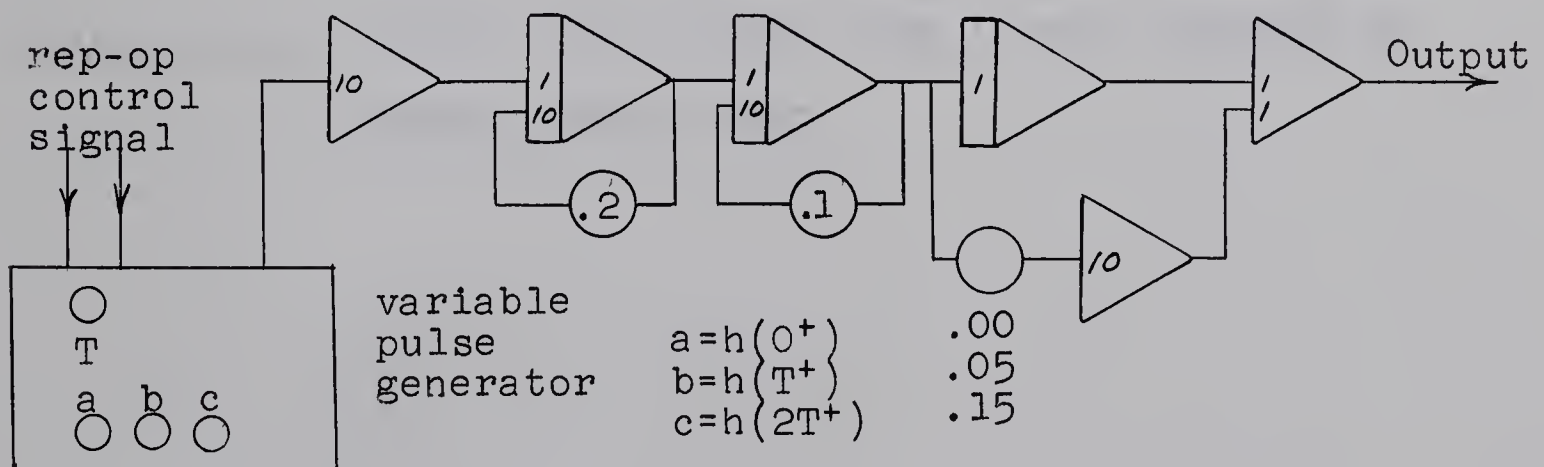 rep-op
control
signal
Output
10
1
10
1
10
1
1
1
.2
.1
10
T
a b c
variable
pulse
generator
a=h(0⁺)
b=h(T⁺)
c=h(2T⁺)
.00
.05
.15